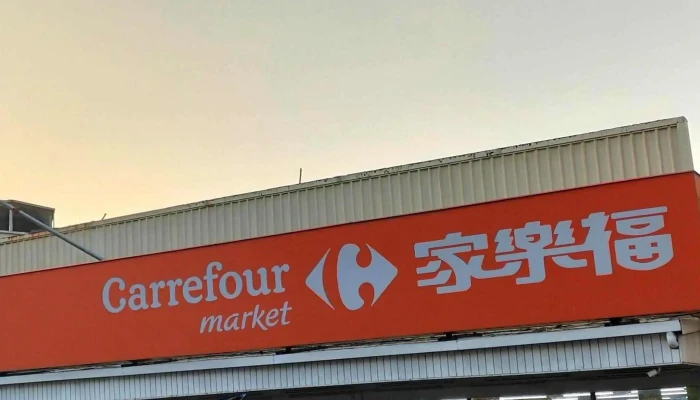 Carrefour
market
家樂福